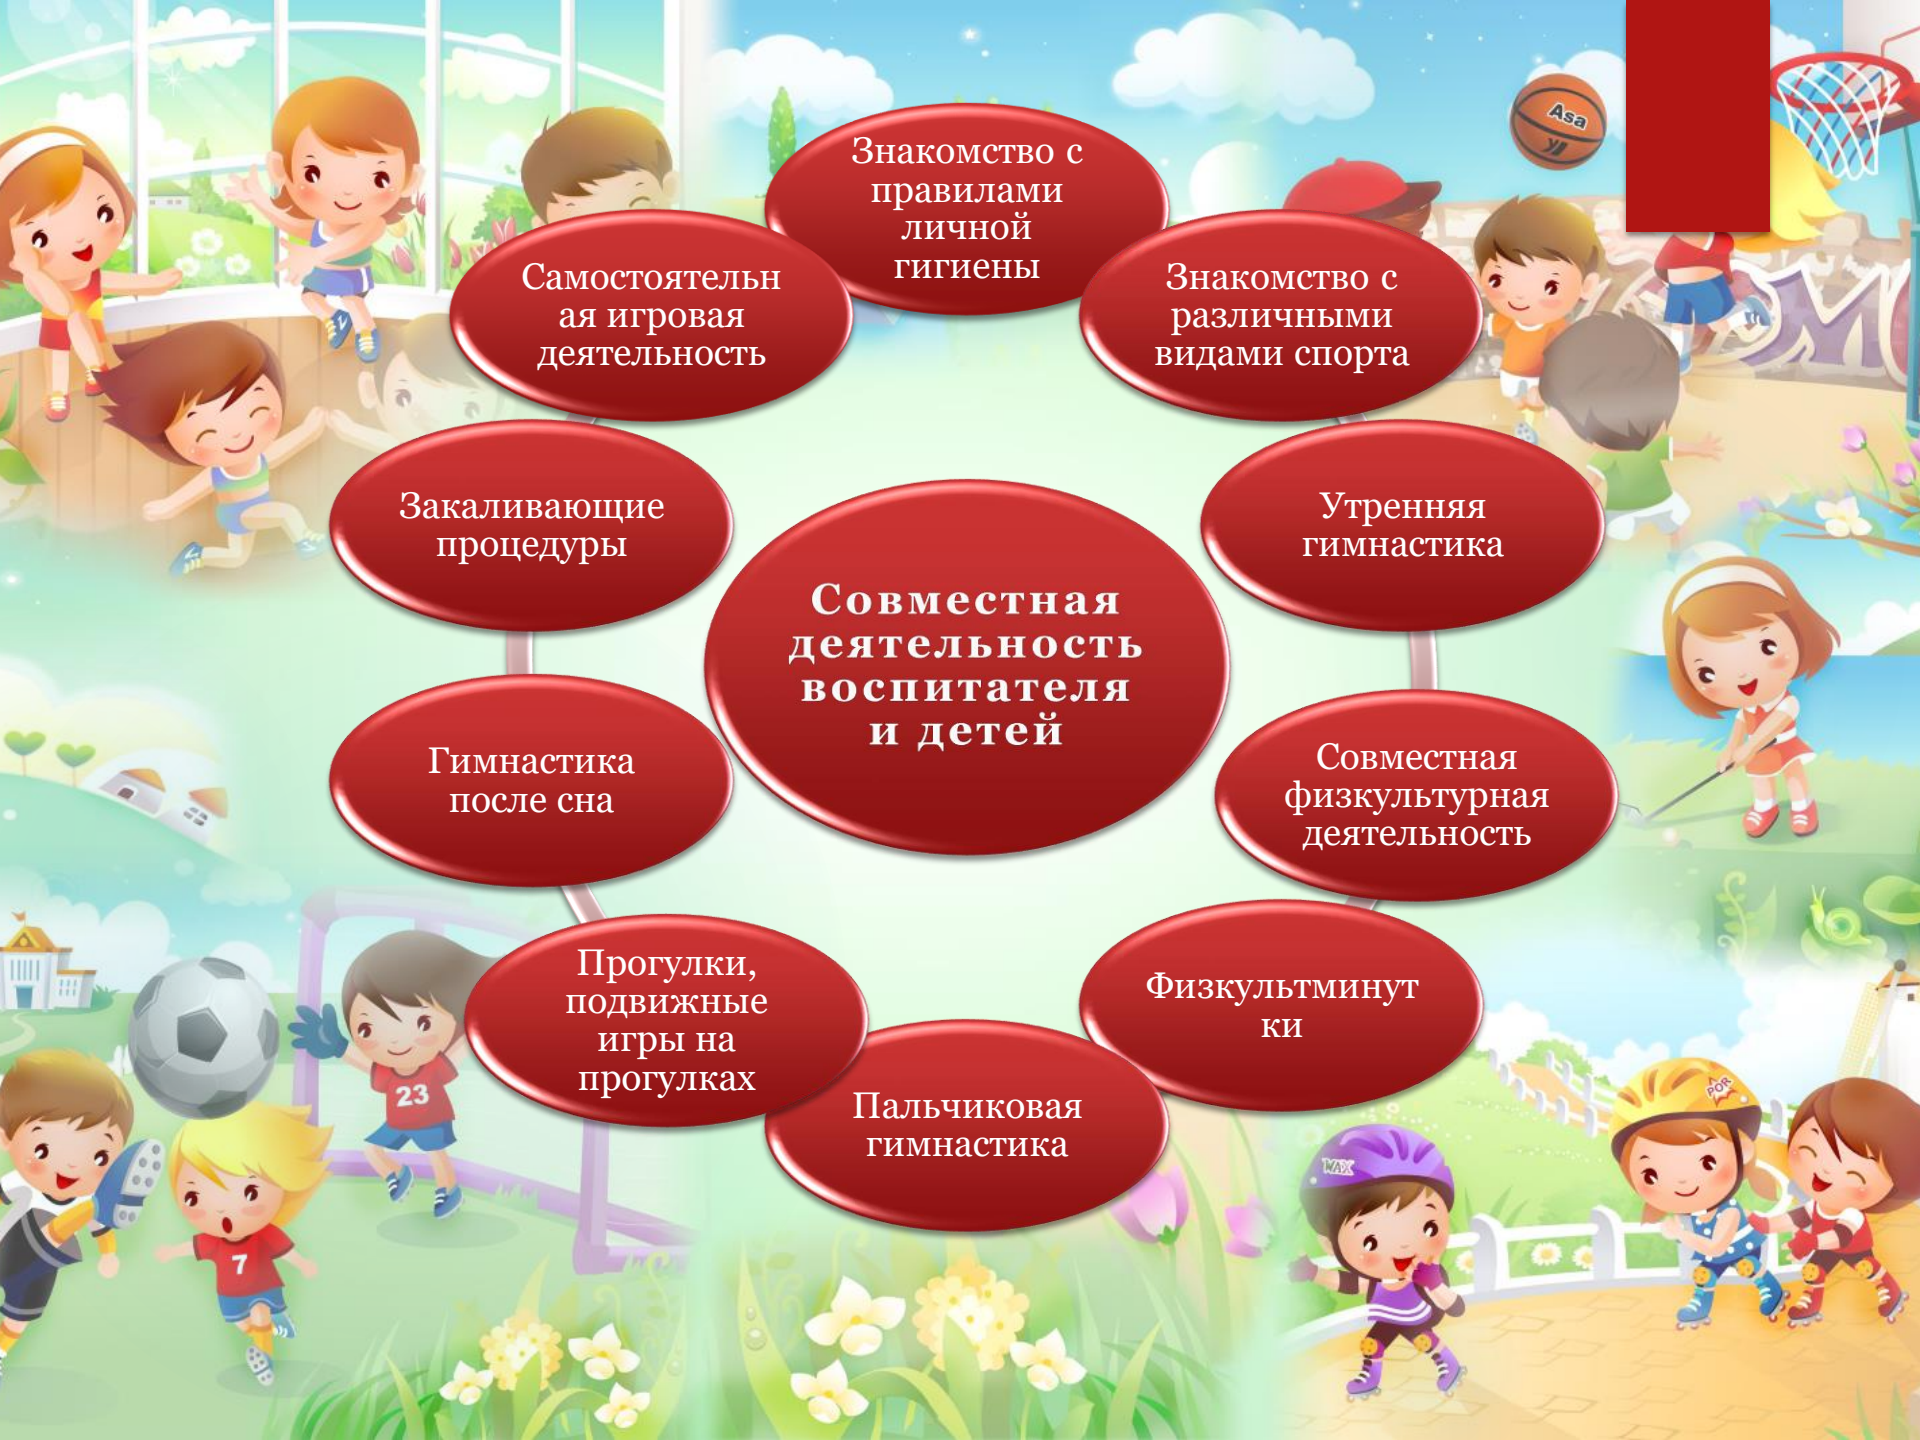 Знакомство с
правилами
личной
гигиены
Знакомство с
различными
видами спорта
Утренняя
гимнастика
Совместная
физкультурная
деятельность
Физкультминут
ки
Пальчиковая
гимнастика
Прогулки,
подвижные
игры на
прогулках
Гимнастика
после сна
Закаливающие
процедуры
Самостоятельн
ая игровая
деятельность
Совместная
деятельность
воспитателя
и детей
Asa
23
7
WAX
POR